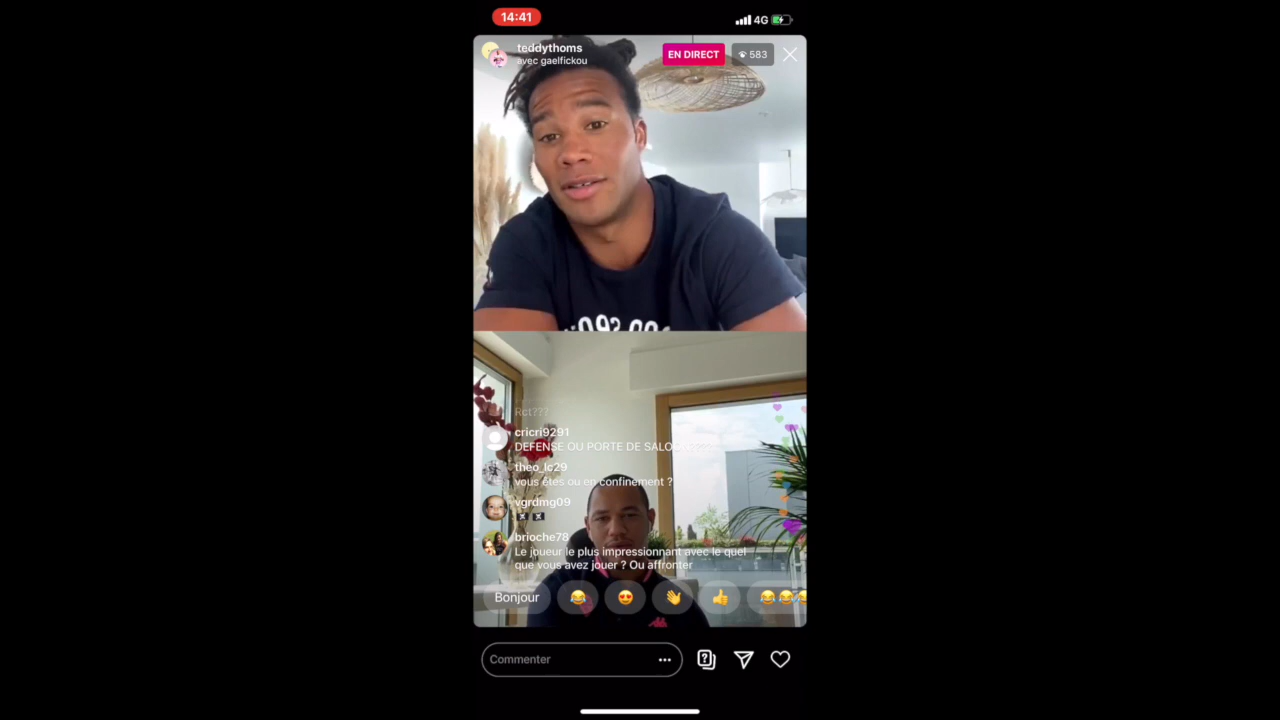 14:41
4G
teddythoms
avec gaelfickou
EN DIRECT
583
Rct???
cricri9291
DEFENSE OU PORTE DE SALO
theo_lc29
vous êtes ou en confinement ?
vgrdmg09
brioche78
Le joueur le plus impressionnant avec le quel
que vous avez jouer ? Ou affronter
Bonjour
Commenter